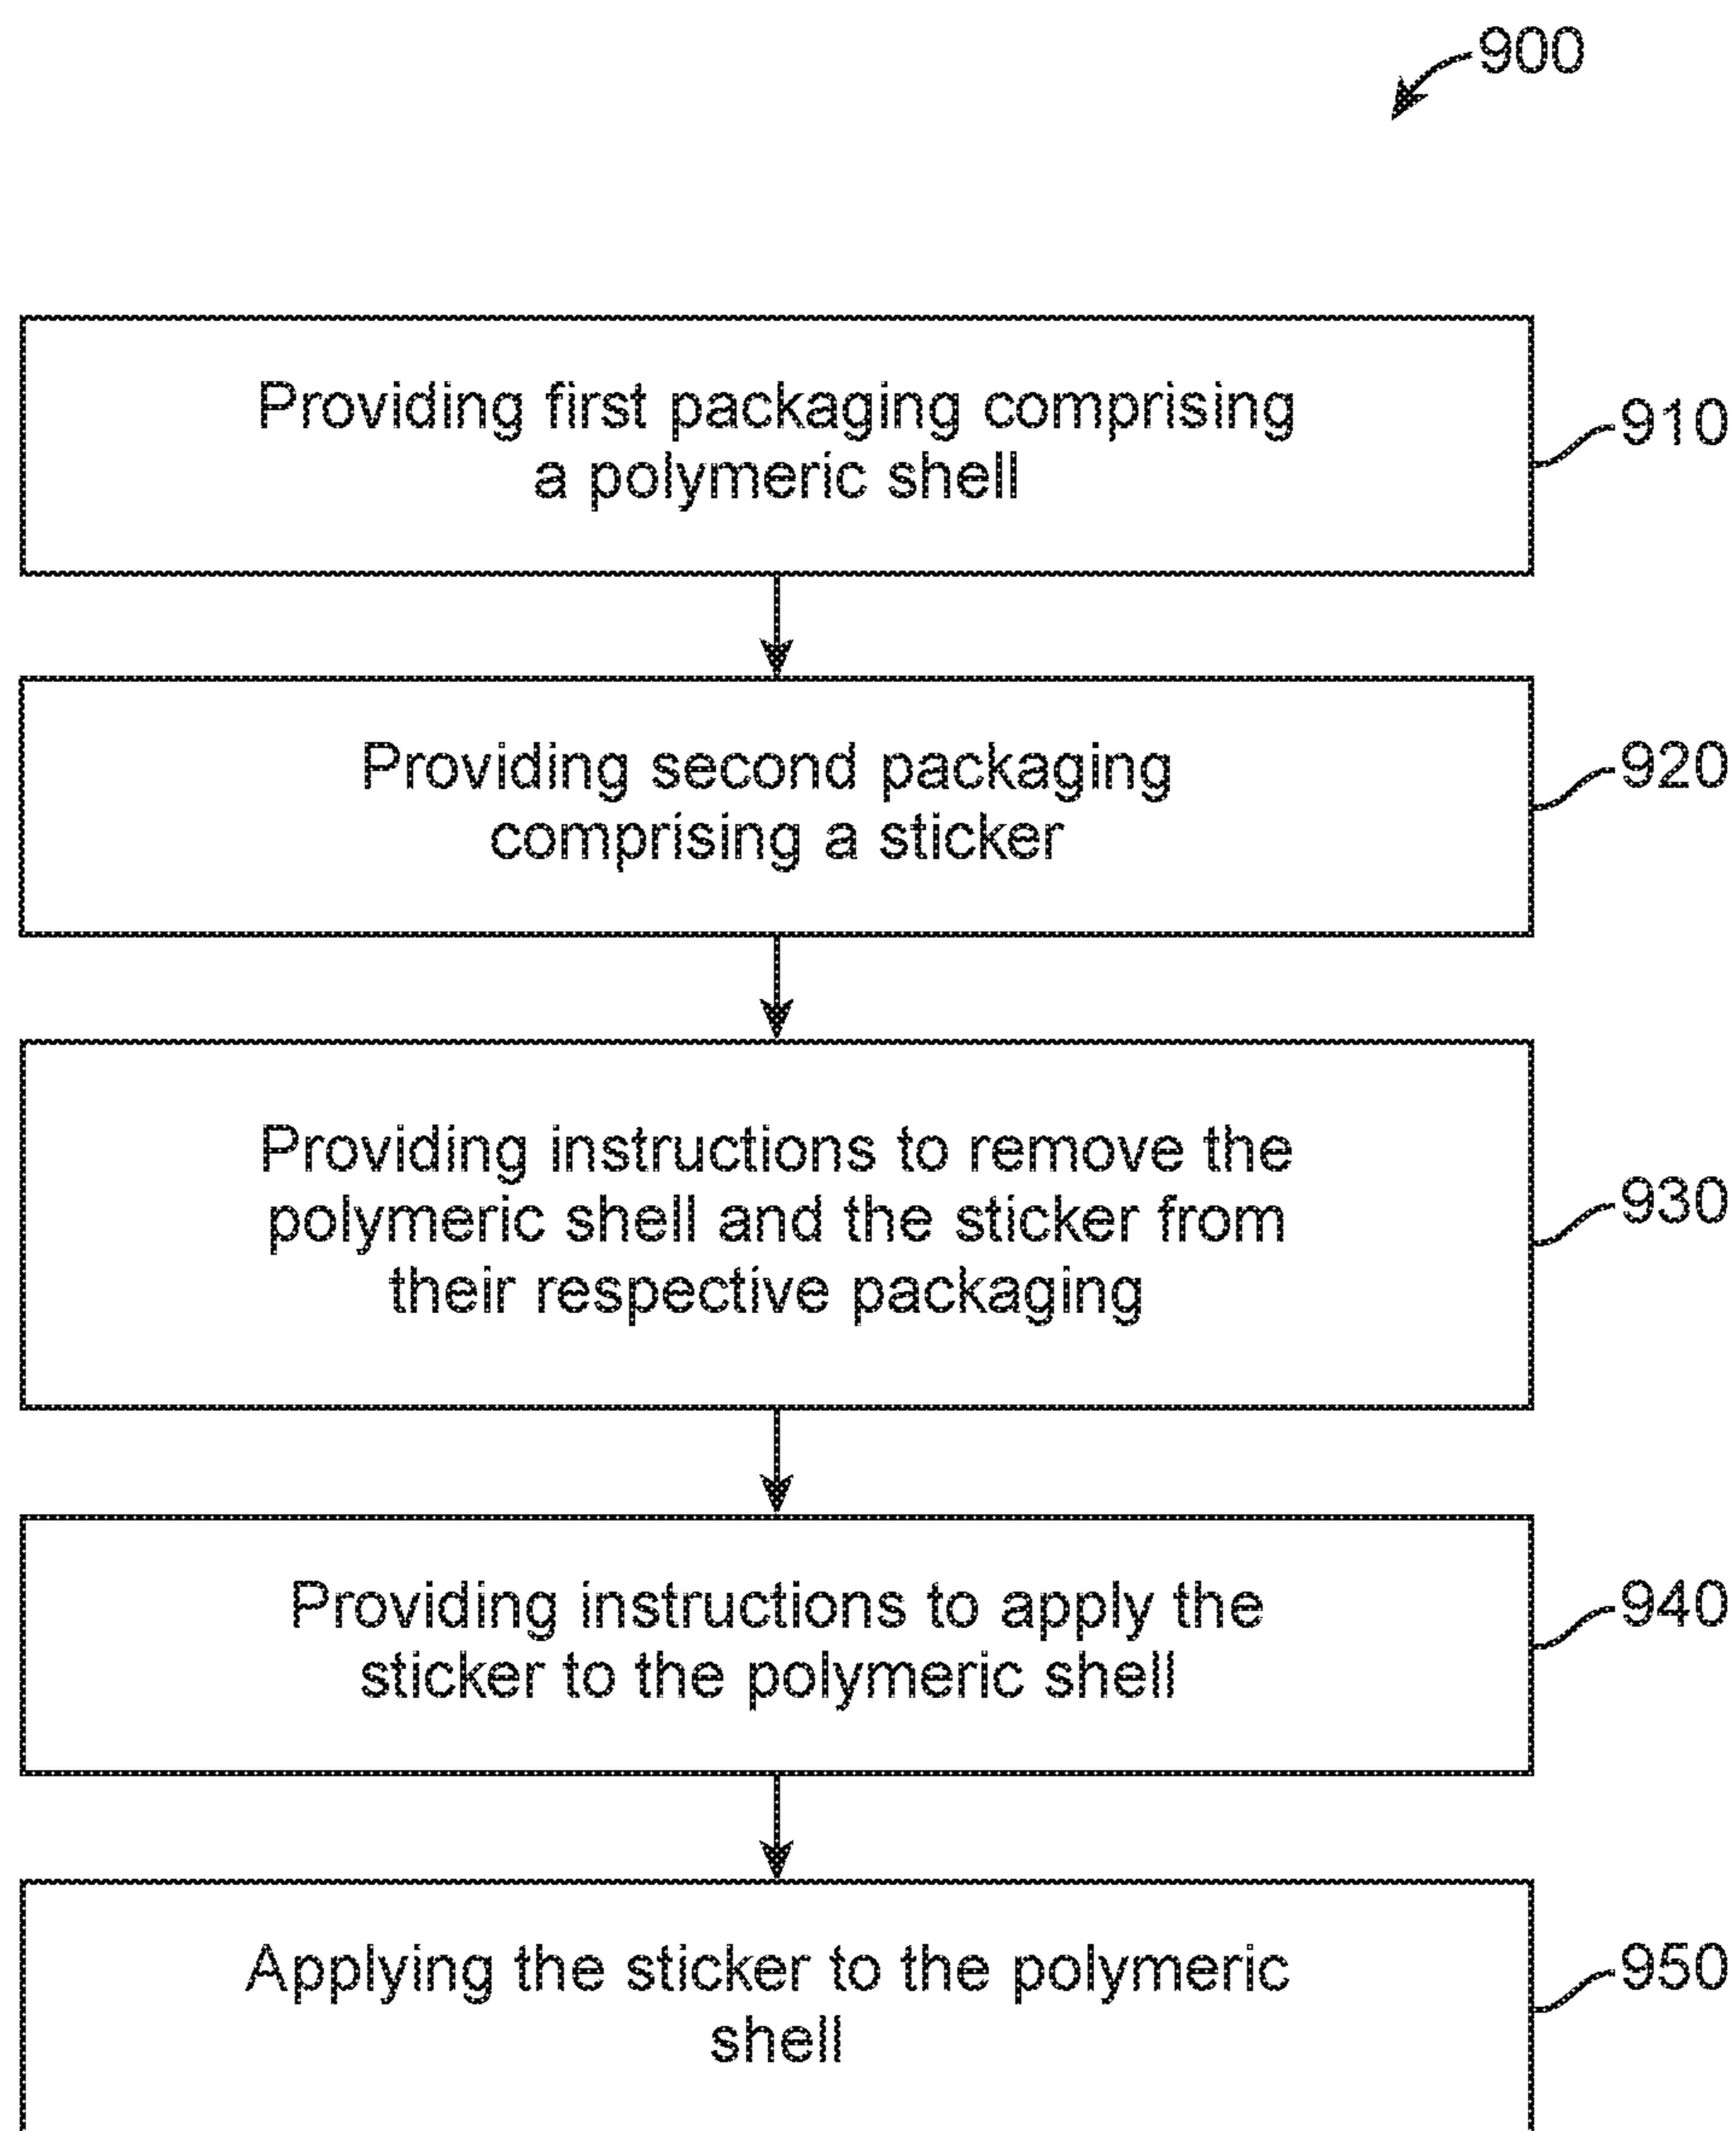 900
Providing first packaging comprising
a polymeric shell
910
Providing second packaging
comprising a sticker
920
Providing instructions to remove the
polymeric shell and the sticker from
their respective packaging
930
Providing instructions to apply the
sticker to the polymeric shell
940
Applying the sticker to the polymeric
shell
950